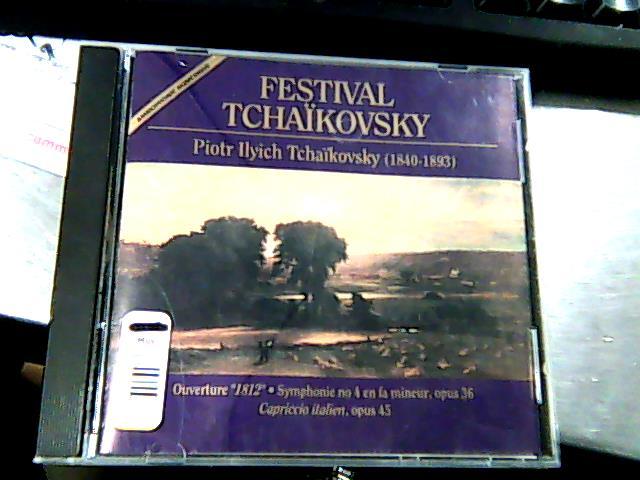 FESTIVAL
TCHAÏKOVSKY
Piotr Ilyich Tchaïkovsky (1840-1893)
Ouverture "1812" • Symphonie no 4 en fa mineur, opus 36
Capriccio italien, opus 45